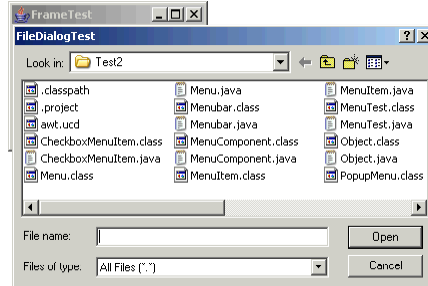 FrameTest
FileDialogTest
Look in: Test2
.classpath Menu.java MenuItem.java
.project Menubar.class MenuTest.class
awt.ucd Menubar.java MenuTest.java
CheckboxMenuItem.class MenuComponent.class Object.class
CheckboxMenuItem.java MenuComponent.java Object.java
Menu.class MenuItem.class PopupMenu.class
File name: Open
Files of type: All Files (*.*) Cancel